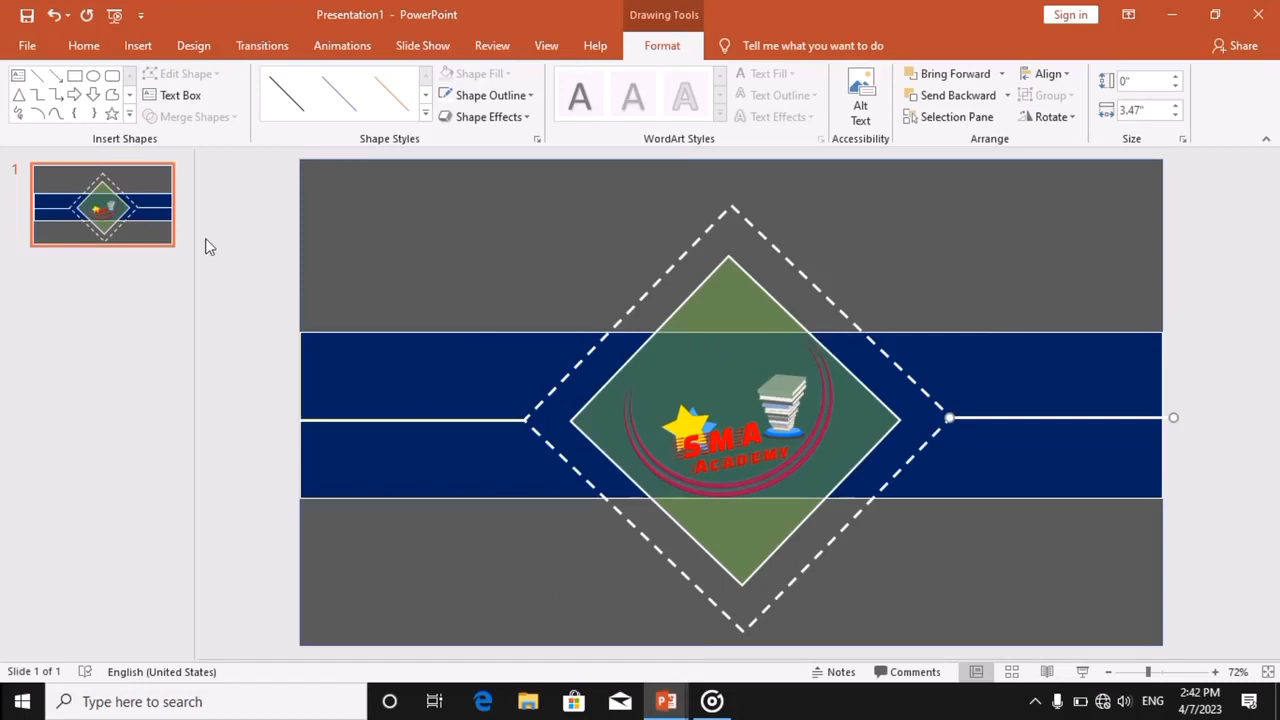 Presentation1 - PowerPoint
Drawing Tools
Sign in
File
Home
Insert
Design
Transitions
Animations
Slide Show
Review
View
Help
Format
Tell me what you want to do
Share
Edit Shape
Text Box
Merge Shapes
Insert Shapes
Shape Fill
Shape Outline
Shape Effects
Shape Styles
A A A
Text Fill
Text Outline
Text Effects
WordArt Styles
Alt
Text
Accessibility
Bring Forward
Send Backward
Selection Pane
Align
Group
Rotate
Arrange
0"
3.47"
Size
1
SMA
ACADEMY
Slide 1 of 1
English (United States)
Notes
Comments
72%
Type here to search
ENG
2:42 PM
4/7/2023